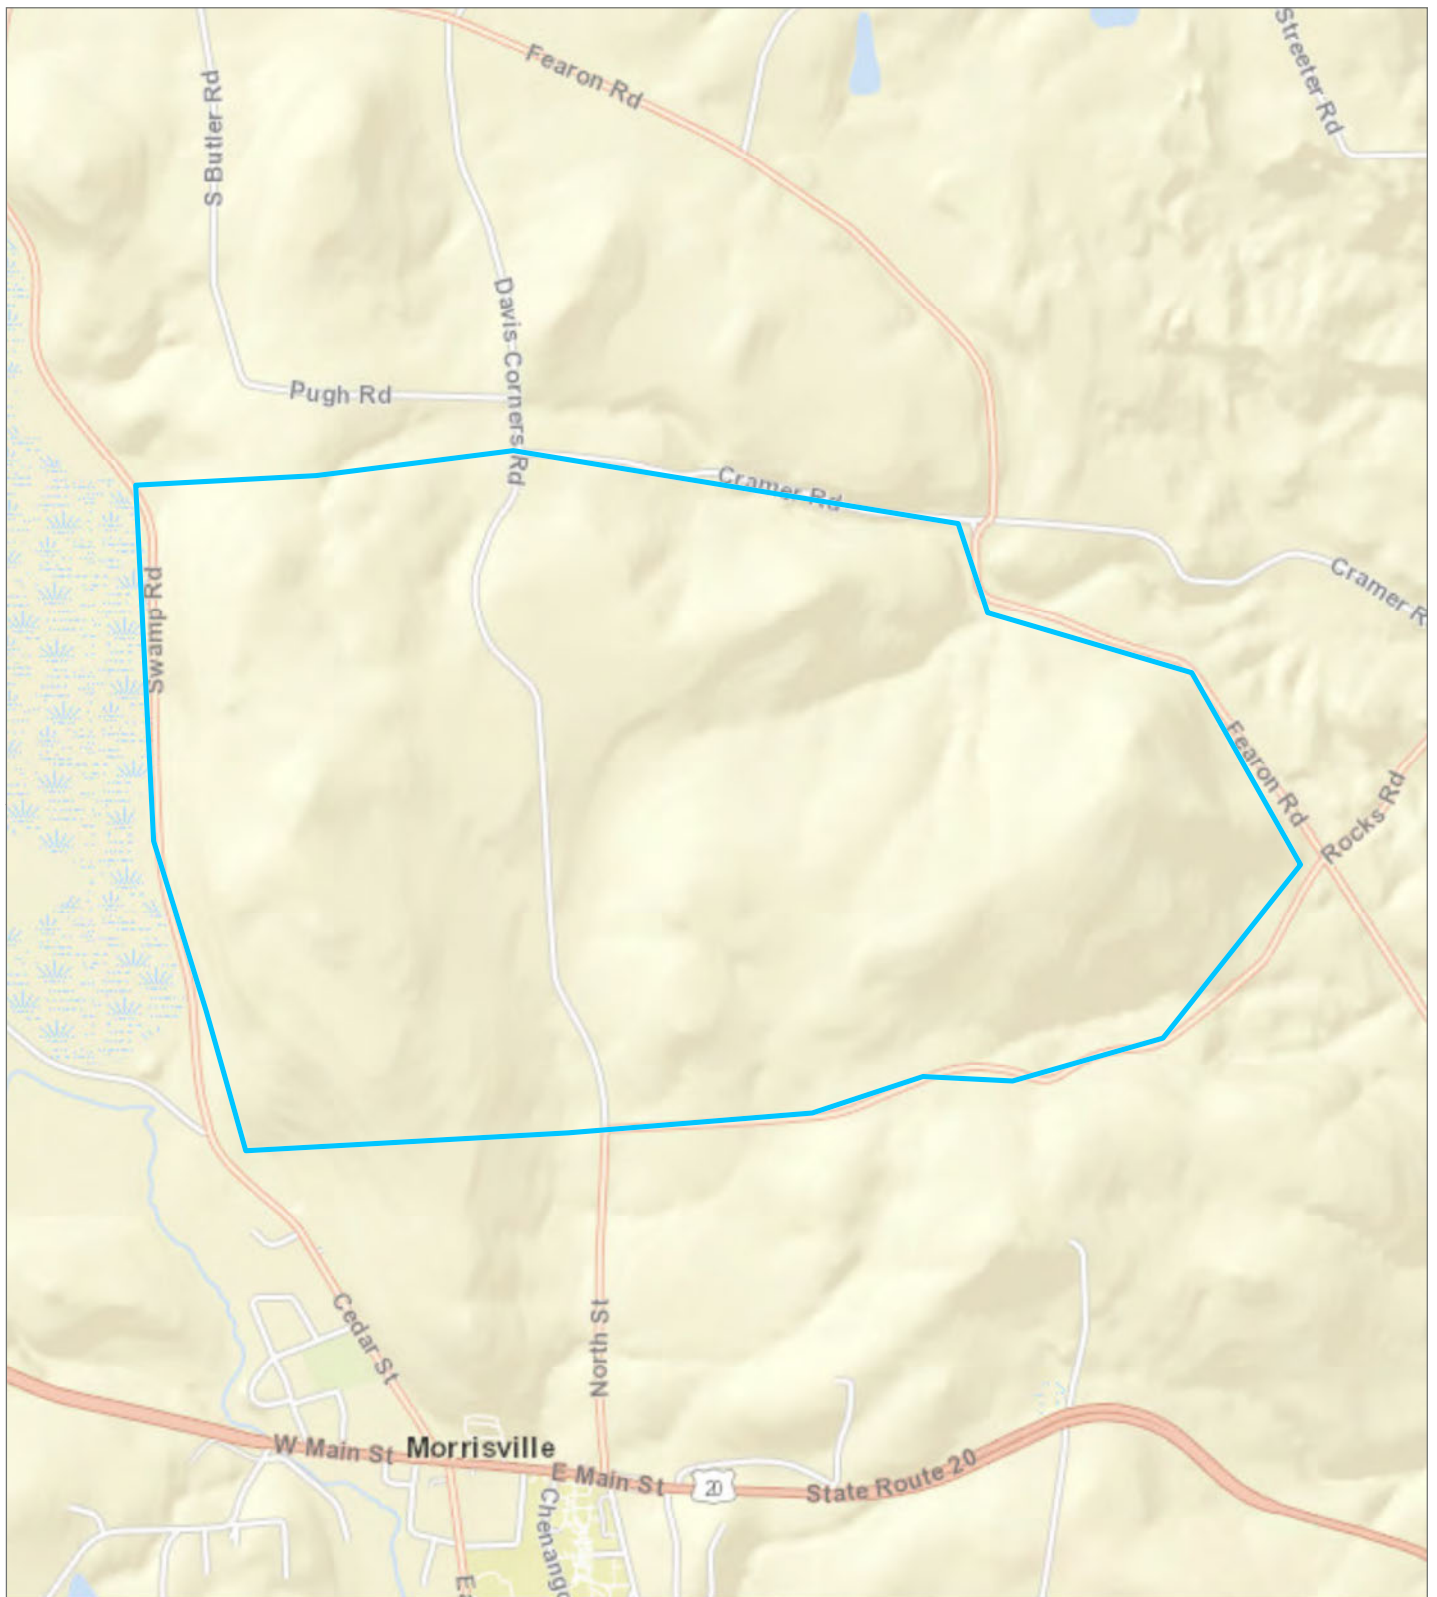 Fearon Rd
Streeter Rd
S Butler Rd
Davis Corners Rd
Pugh Rd
Cramer Rd
Cramer R
Swamp Rd
Fearon Rd
Rocks Rd
Cedar St
North St
W Main St
Morrisville
E Main St
20
State Route 20
Chenango
Ea